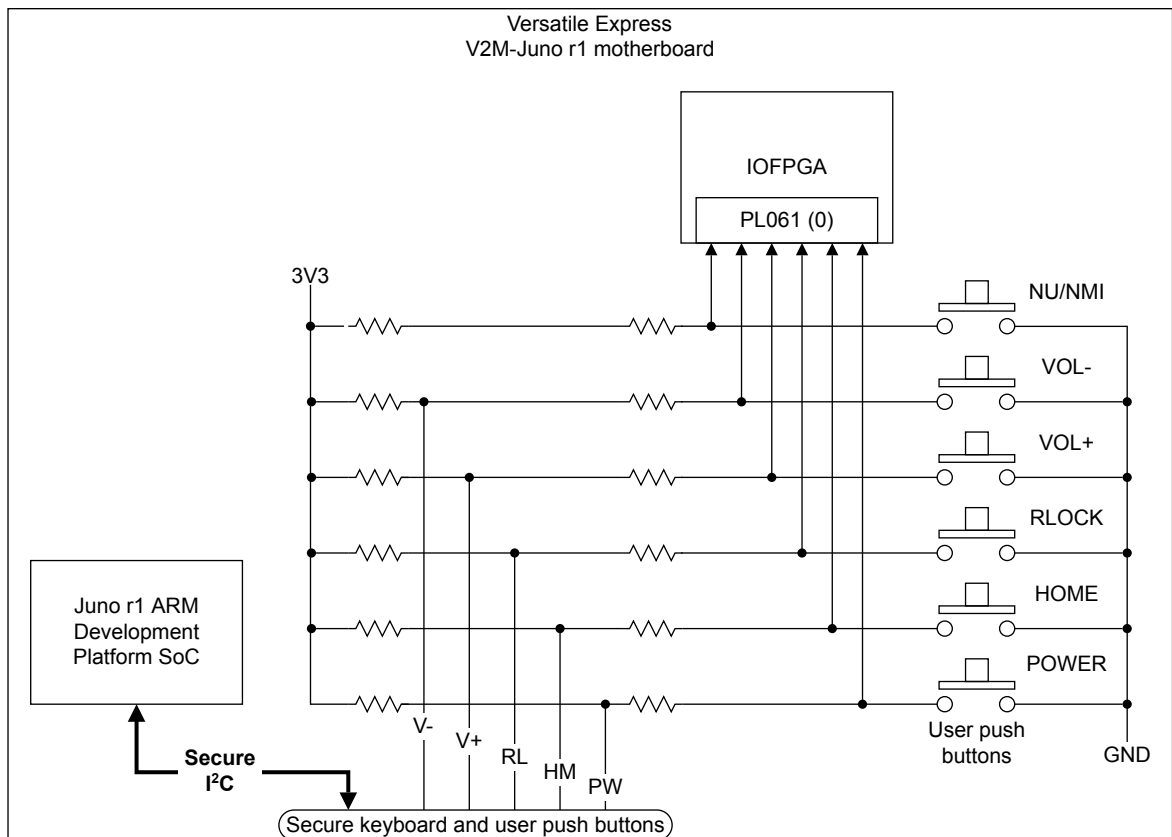 Versatile Express
V2M-Juno r1 motherboard
IOFPGA
PL061 (0)
3V3
NU/NMI
VOL-
VOL+
RLOCK
HOME
POWER
Juno r1 ARM
Development
Platform SoC
User push
buttons
GND
V-
V+
RL
HM
PW
Secure
I²C
Secure keyboard and user push buttons